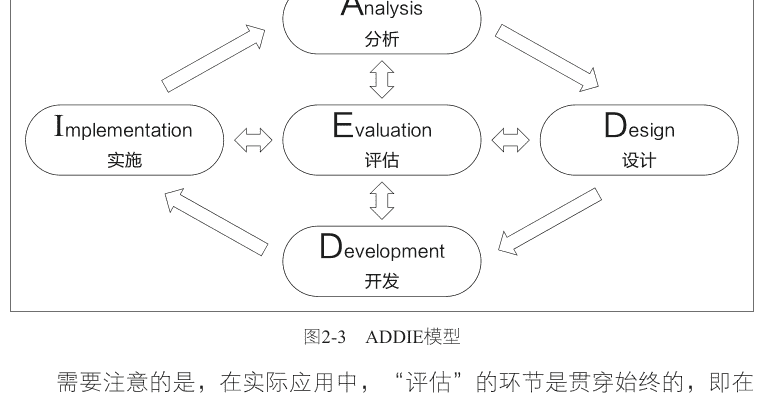 Analysis
分析
Implementation
实施
Evaluation
评估
Design
设计
Development
开发
图2-3 ADDIE模型
需要注意的是，在实际应用中，“评估”的环节是贯穿始终的，即在